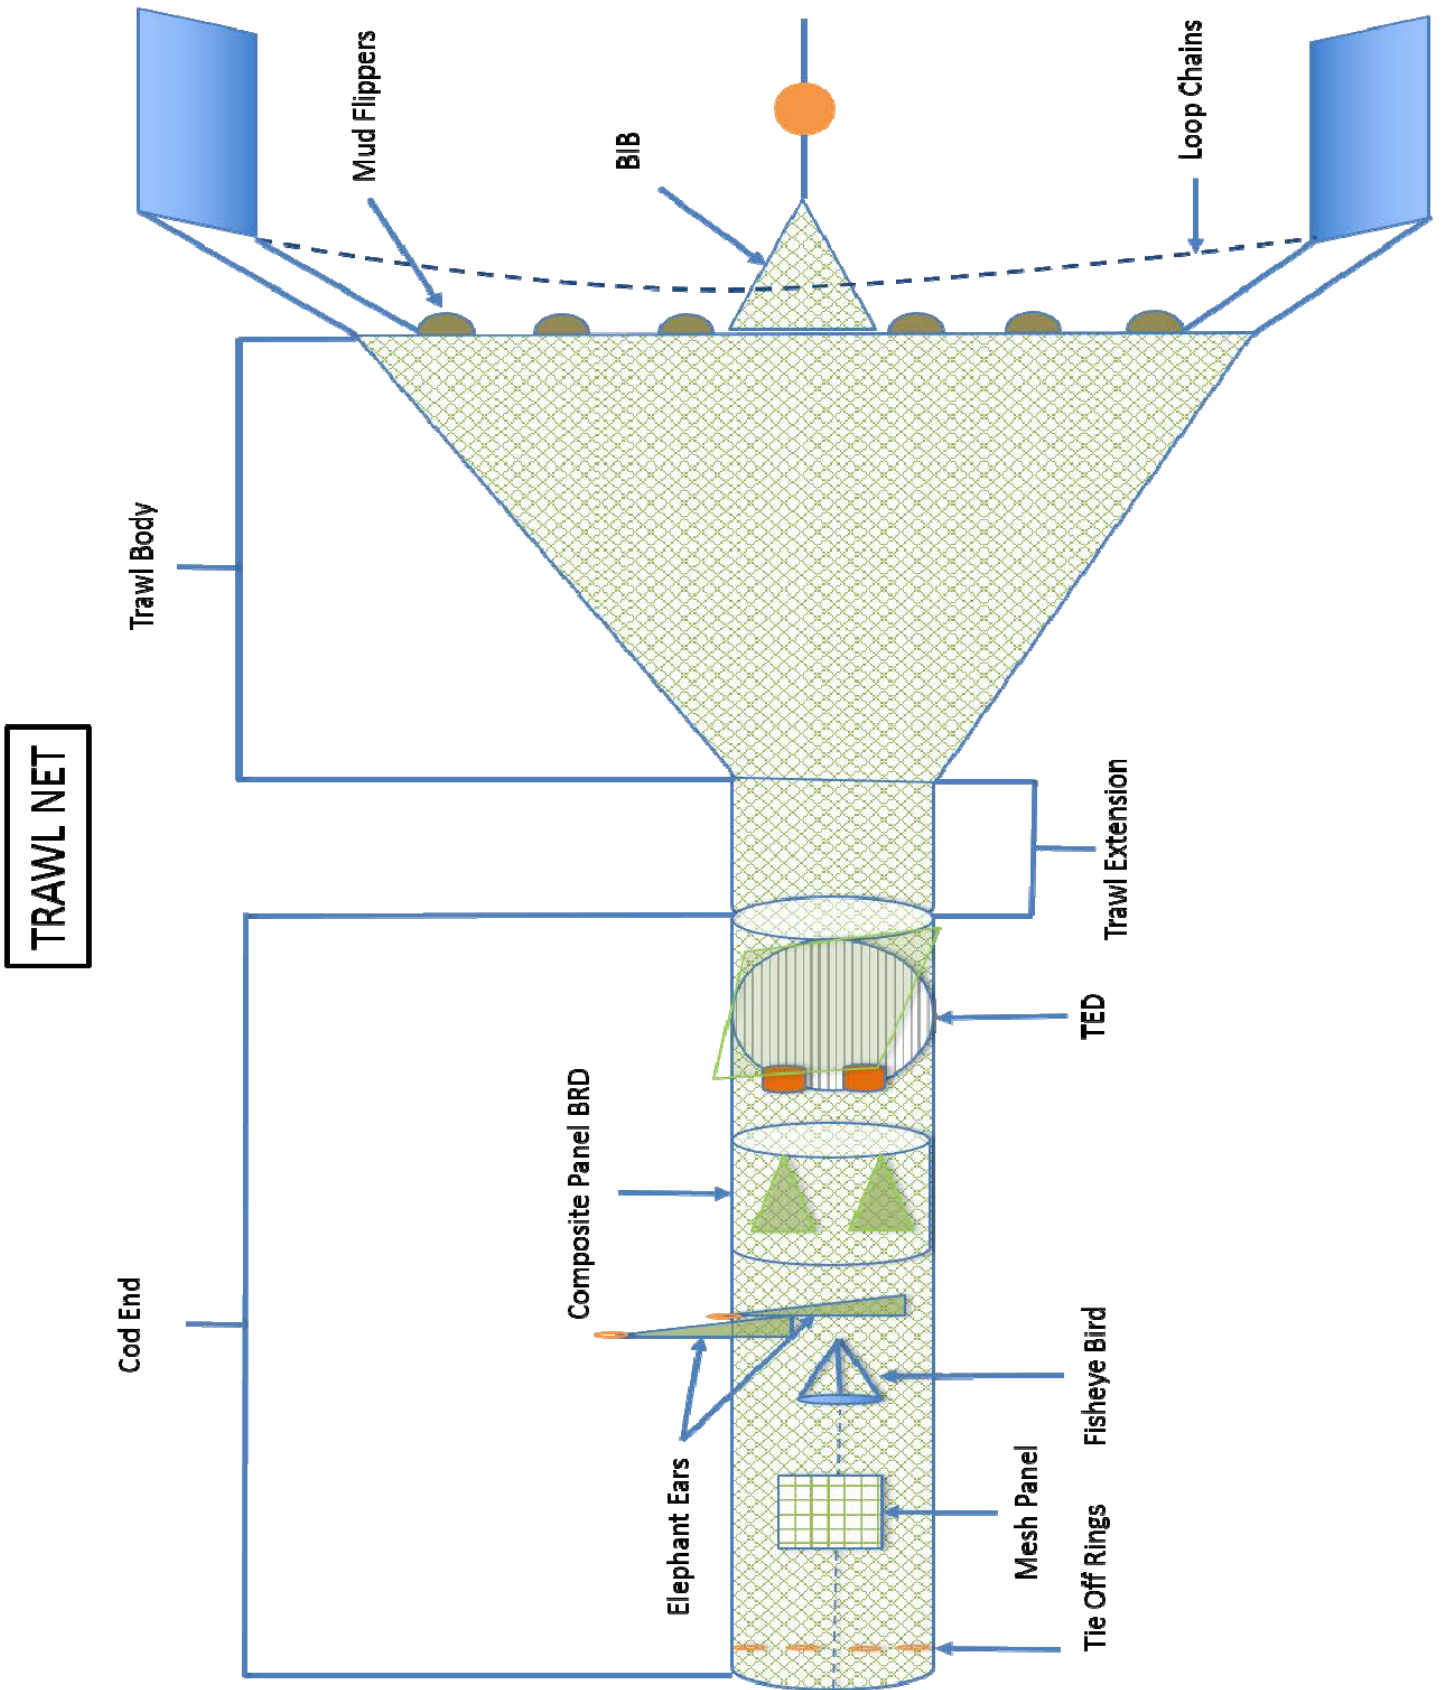 TRAWL NET
Cod End
Trawl Body
Mud Flippers
Composite Panel BRD
BIB
Elephant Ears
Loop Chains
Mesh Panel
Tie Off Rings
Fisheye Bird
TED
Trawl Extension